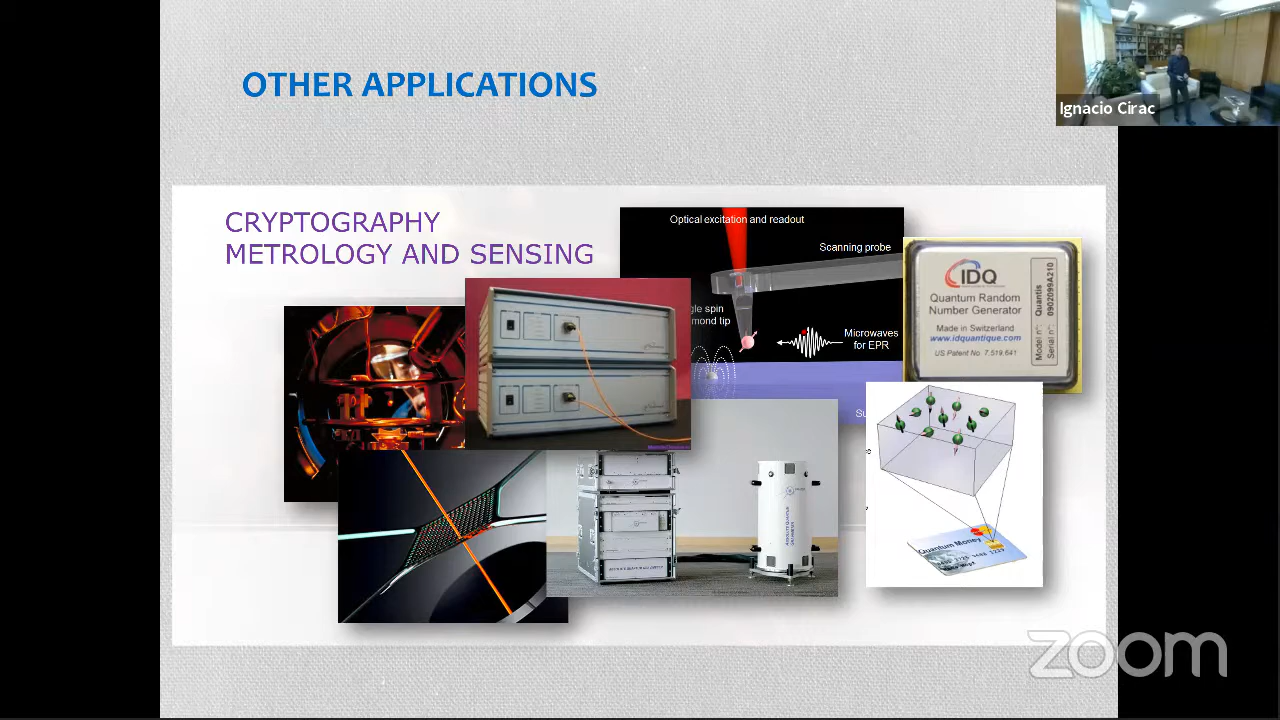 OTHER APPLICATIONS
Ignacio Cirac
CRYPTOGRAPHY
METROLOGY AND SENSING
Optical excitation and readout
Scanning probe
gle spin
mond tip
Microwaves
for EPR
Su
IDQ
Quantum Random
Number Generator
Made in Switzerland
www.idquantique.com
US Patent No. 7,519,641
Model n°: Quantis
Serial n°: 0902099A210
Quantum Money
zoom